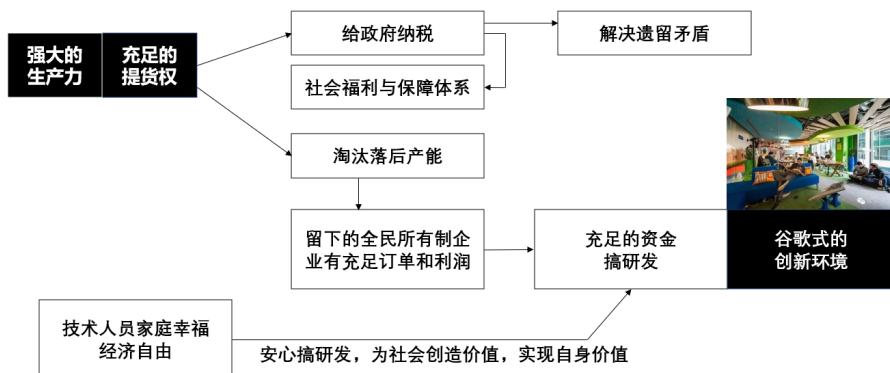 强大的
生产力
充足的
提货权
给政府纳税
解决遗留矛盾
社会福利与保障体系
淘汰落后产能
留下的全民所有制企
业有充足订单和利润
充足的资金
搞研发
谷歌式的
创新环境
技术人员家庭幸福
经济自由
安心搞研发，为社会创造价值，实现自身价值